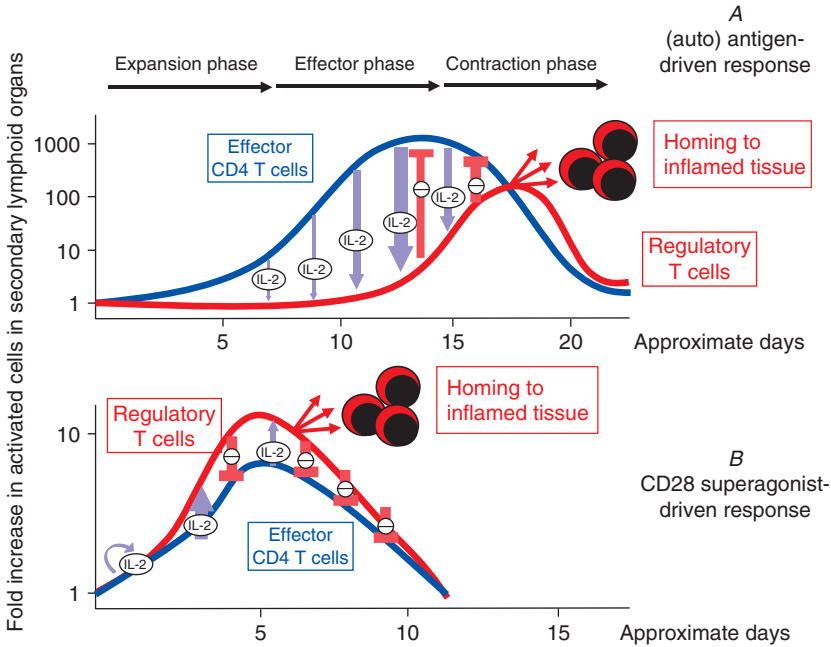 A
(auto) antigen-
driven response
Expansion phase
Effector phase
Contraction phase
Fold increase in activated cells in secondary lymphoid organs
1000
100
10
1
Effector
CD4 T cells
IL-2
IL-2
IL-2
IL-2
IL-2
Homing to
inflamed tissue
Regulatory
T cells
5
10
15
20
Approximate days
B
CD28 superagonist-
driven response
10
1
Regulatory
T cells
Homing to
inflamed tissue
IL-2
IL-2
IL-2
Effector
CD4 T cells
5
10
15
Approximate days